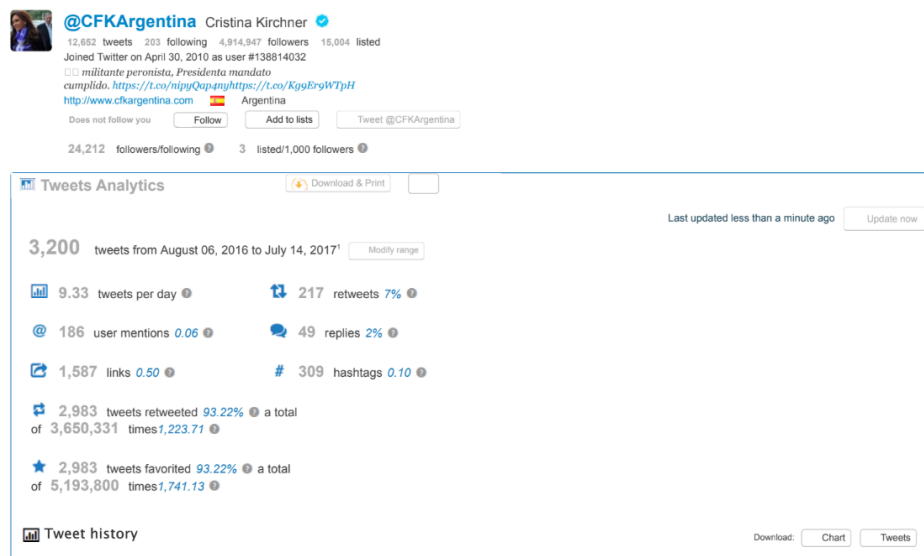 @CFKArgentina Cristina Kirchner
12,652 tweets 203 following 4,914,947 followers 15,004 listed
Joined Twitter on April 30, 2010 as user #138814032
militante peronista, Presidenta mandato
cumplido. https://t.co/nipyQap4nyhttps://t.co/Kg9Er9WTpH
http://www.cfkargentina.com Argentina
Does not follow you Follow Add to lists Tweet @CFKArgentina
24,212 followers/following ? 3 listed/1,000 followers ?
Tweets Analytics Download & Print
Last updated less than a minute ago Update now
3,200 tweets from August 06, 2016 to July 14, 2017¹ Modify range
9.33 tweets per day ? 217 retweets 7% ?
@ 186 user mentions 0.06 ? 49 replies 2% ?
1,587 links 0.50 ? # 309 hashtags 0.10 ?
2,983 tweets retweeted 93.22% ? a total
of 3,650,331 times1,223.71 ?
2,983 tweets favorited 93.22% ? a total
of 5,193,800 times1,741.13 ?
Tweet history Download: Chart Tweets